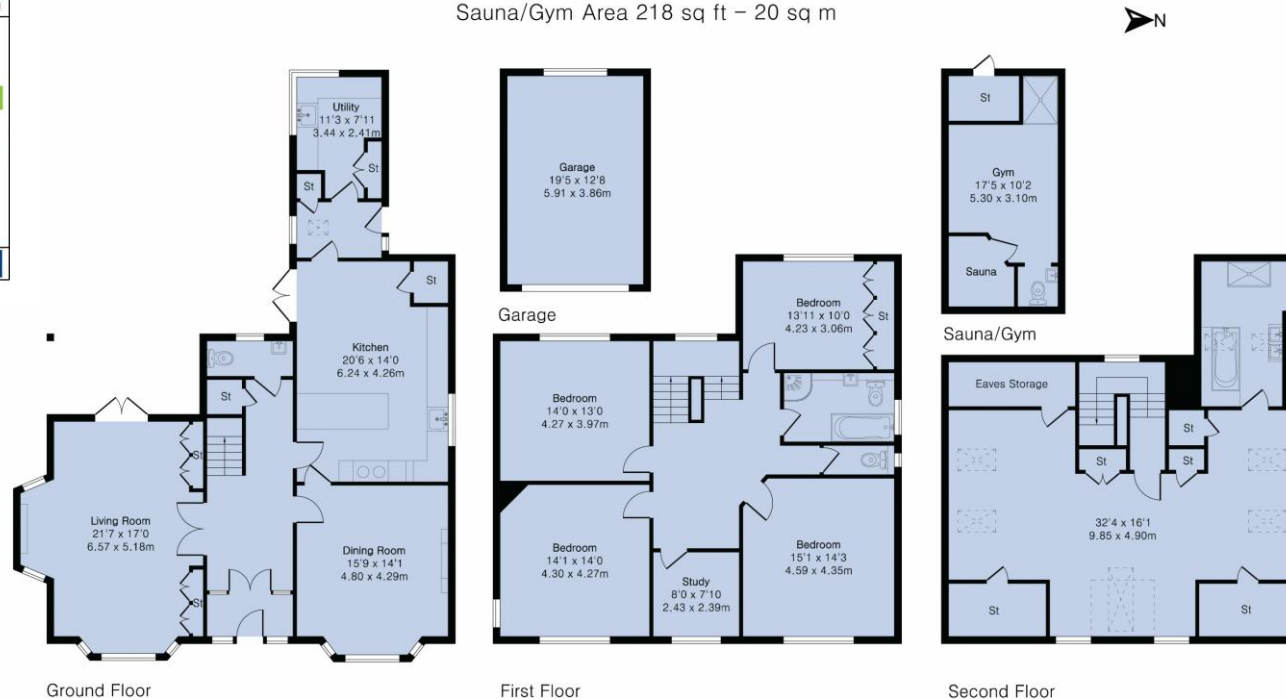 Sauna/Gym Area 218 sq ft – 20 sq m
N
Utility
11'3 x 7'11
3.44 x 2.41m
St
St
Garage
19'5 x 12'8
5.91 x 3.86m
St
Gym
17'5 x 10'2
5.30 x 3.10m
Sauna
Garage
Sauna/Gym
St
Kitchen
20'6 x 14'0
6.24 x 4.26m
St
Bedroom
13'11 x 10'0
4.23 x 3.06m
St
Bedroom
14'0 x 13'0
4.27 x 3.97m
Eaves Storage
St
St
St
St
Living Room
21'7 x 17'0
6.57 x 5.18m
St
Dining Room
15'9 x 14'1
4.80 x 4.29m
Bedroom
14'1 x 14'0
4.30 x 4.27m
Study
8'0 x 7'10
2.43 x 2.39m
Bedroom
15'1 x 14'3
4.59 x 4.35m
32'4 x 16'1
9.85 x 4.90m
St
St
Ground Floor
First Floor
Second Floor